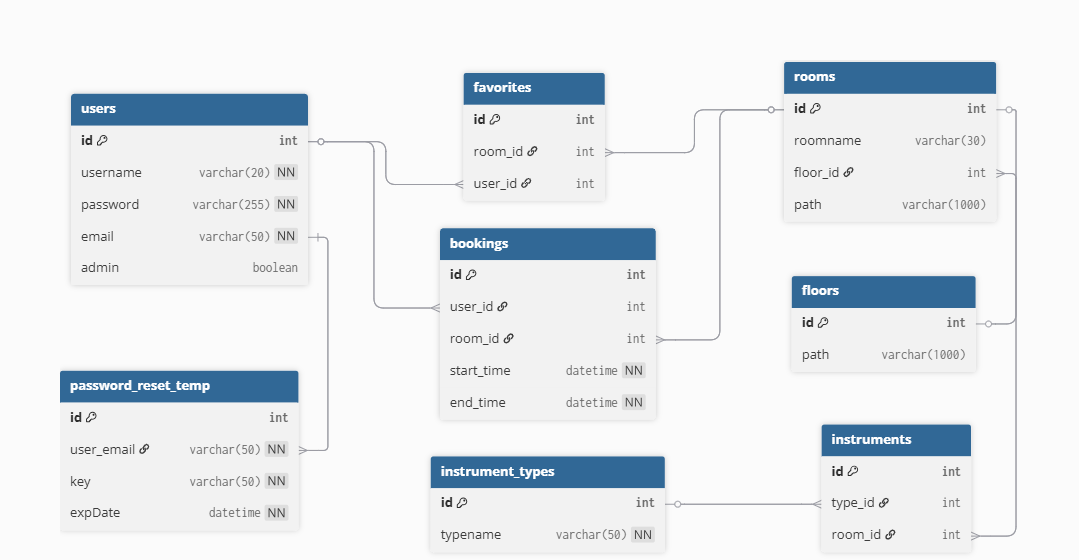 users
id int
username varchar(20) NN
password varchar(255) NN
email varchar(50) NN
admin boolean
favorites
id int
room_id int
user_id int
rooms
id int
roomname varchar(30)
floor_id int
path varchar(1000)
bookings
id int
user_id int
room_id int
start_time datetime NN
end_time datetime NN
floors
id int
path varchar(1000)
password_reset_temp
id int
user_email varchar(50) NN
key varchar(50) NN
expDate datetime NN
instrument_types
id int
typename varchar(50) NN
instruments
id int
type_id int
room_id int